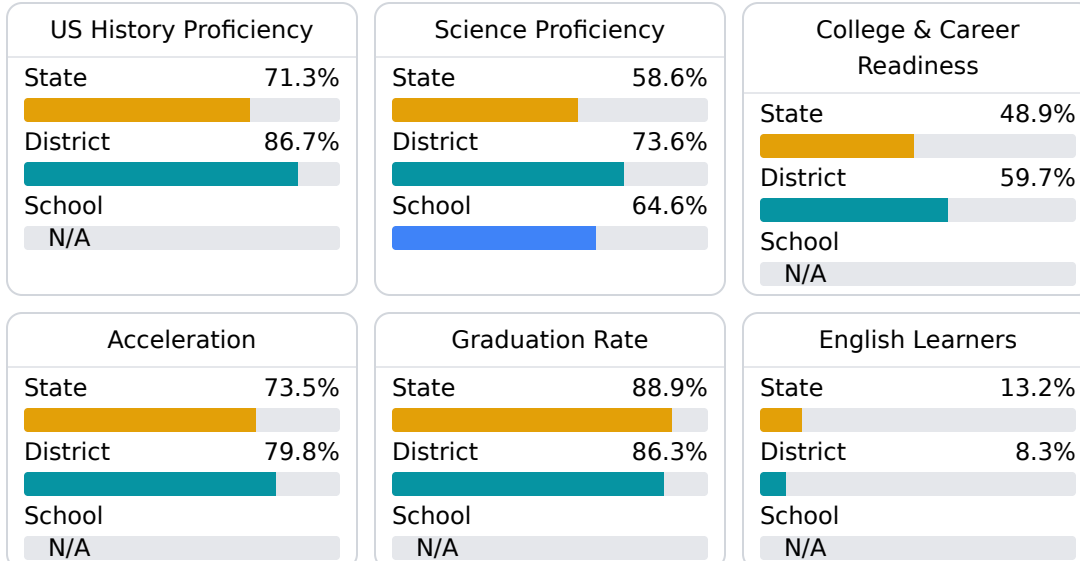 US History Proficiency
State 71.3%
District 86.7%
School
N/A
Science Proficiency
State 58.6%
District 73.6%
School 64.6%
College & Career
Readiness
State 48.9%
District 59.7%
School
N/A
Acceleration
State 73.5%
District 79.8%
School
N/A
Graduation Rate
State 88.9%
District 86.3%
School
N/A
English Learners
State 13.2%
District 8.3%
School
N/A